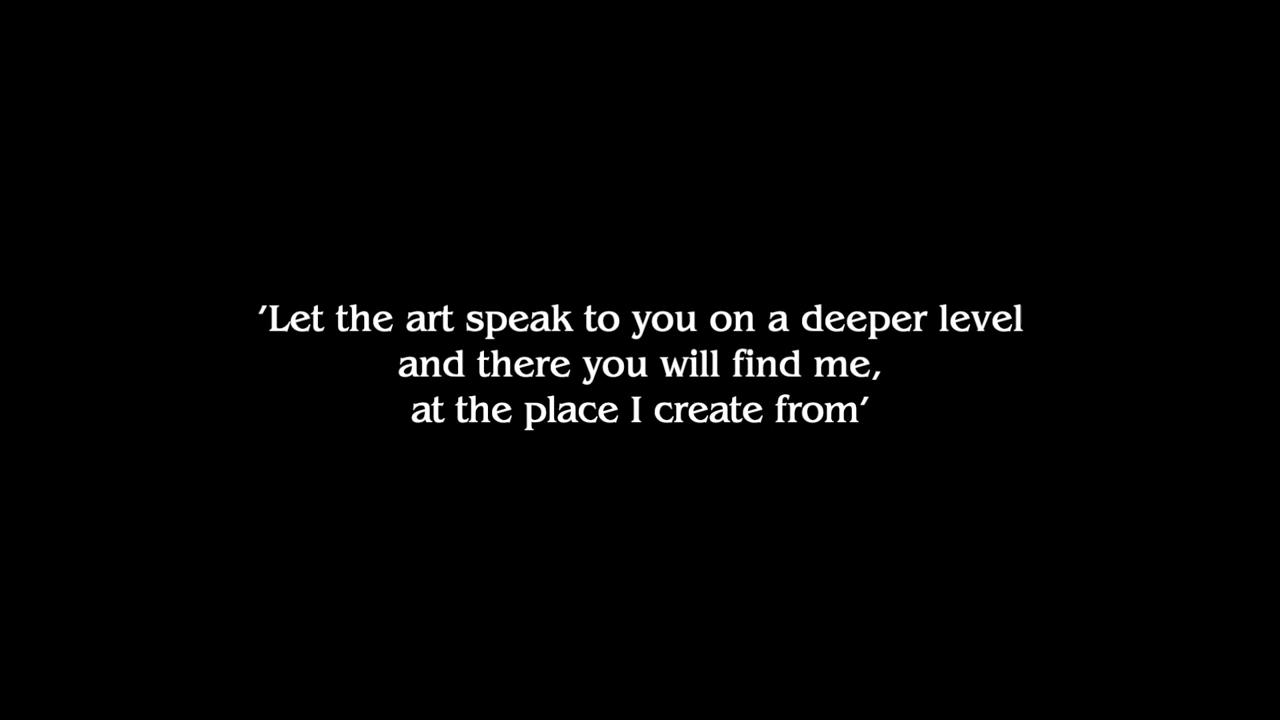 'Let the art speak to you on a deeper level
and there you will find me,
at the place I create from'